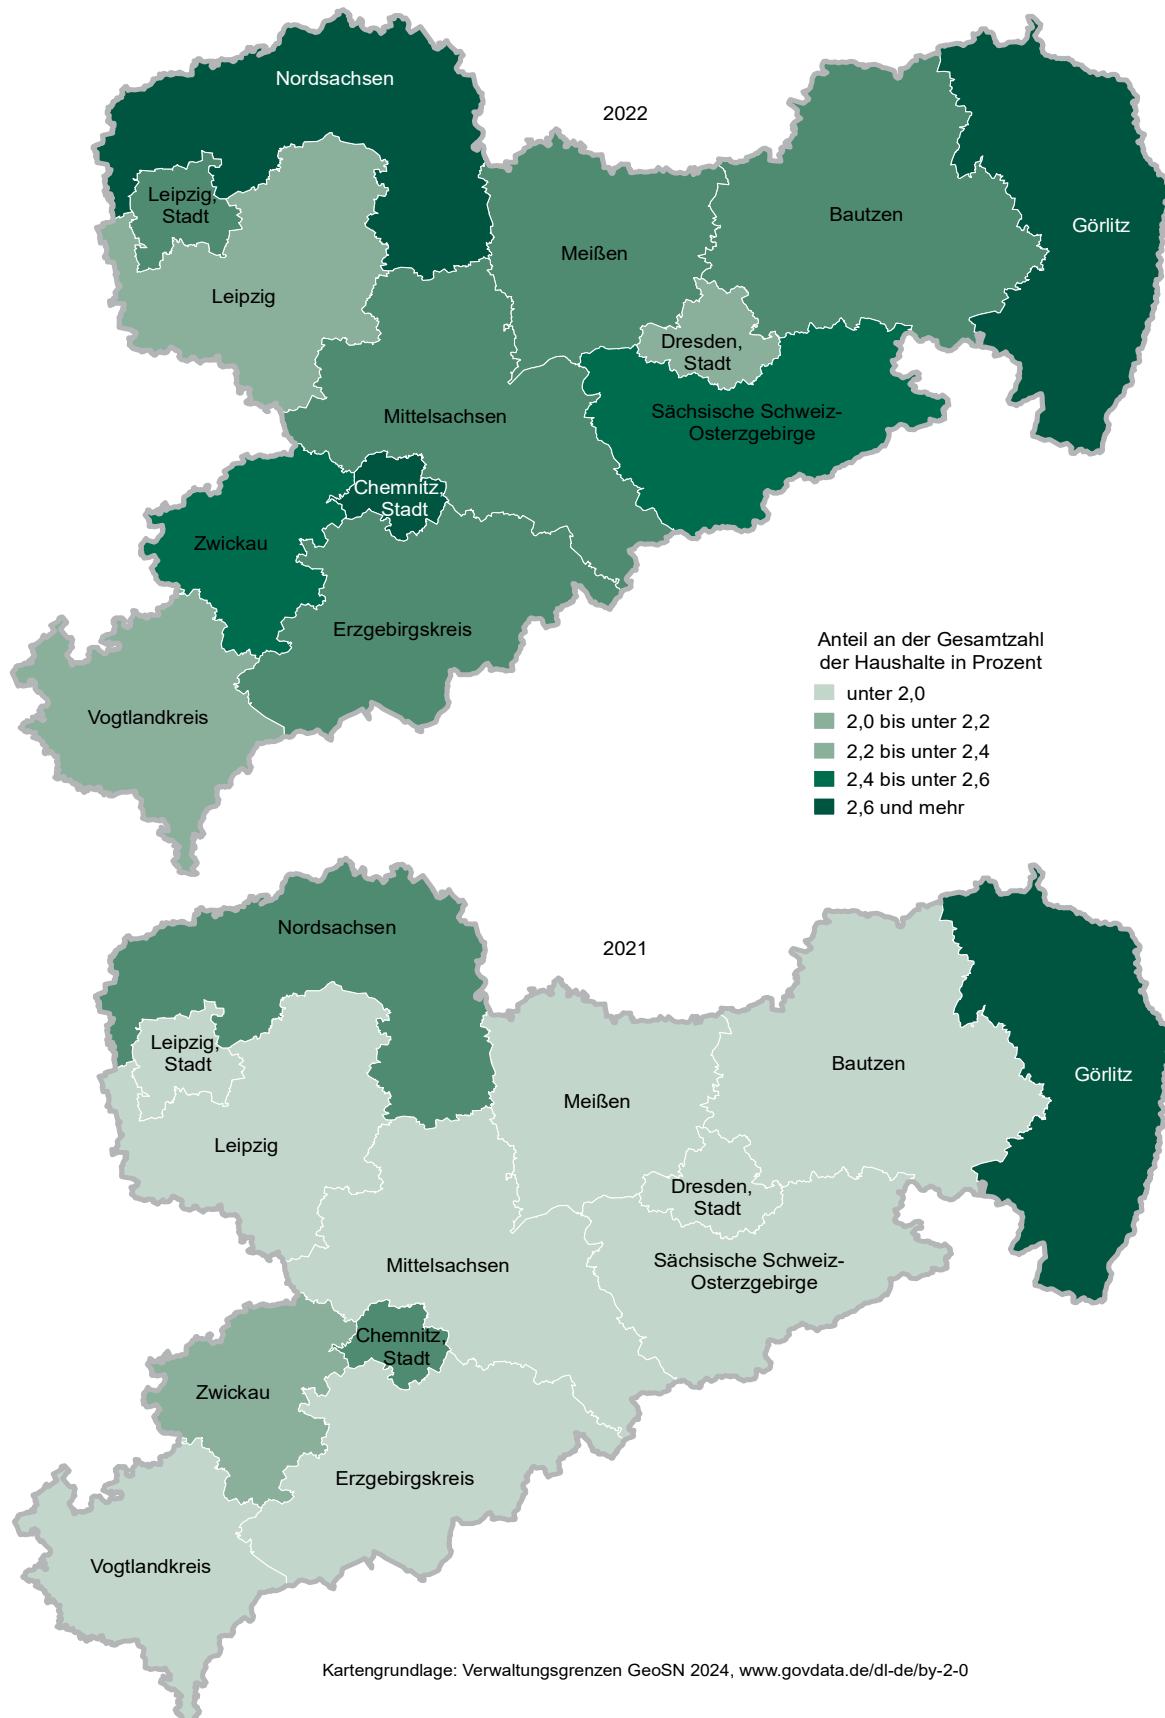 Nordsachsen
2022
Leipzig,
Stadt
Bautzen
Görlitz
Meißen
Leipzig
Dresden,
Stadt
Mittelsachsen
Sächsische Schweiz-
Osterzgebirge
Chemnitz,
Stadt
Zwickau
Erzgebirgskreis
Vogtlandkreis
Anteil an der Gesamtzahl
der Haushalte in Prozent
unter 2,0
2,0 bis unter 2,2
2,2 bis unter 2,4
2,4 bis unter 2,6
2,6 und mehr
Nordsachsen
2021
Leipzig,
Stadt
Bautzen
Görlitz
Meißen
Leipzig
Dresden,
Stadt
Mittelsachsen
Sächsische Schweiz-
Osterzgebirge
Chemnitz,
Stadt
Zwickau
Erzgebirgskreis
Vogtlandkreis
Kartengrundlage: Verwaltungsgrenzen GeoSN 2024, www.govdata.de/dl-de/by-2-0